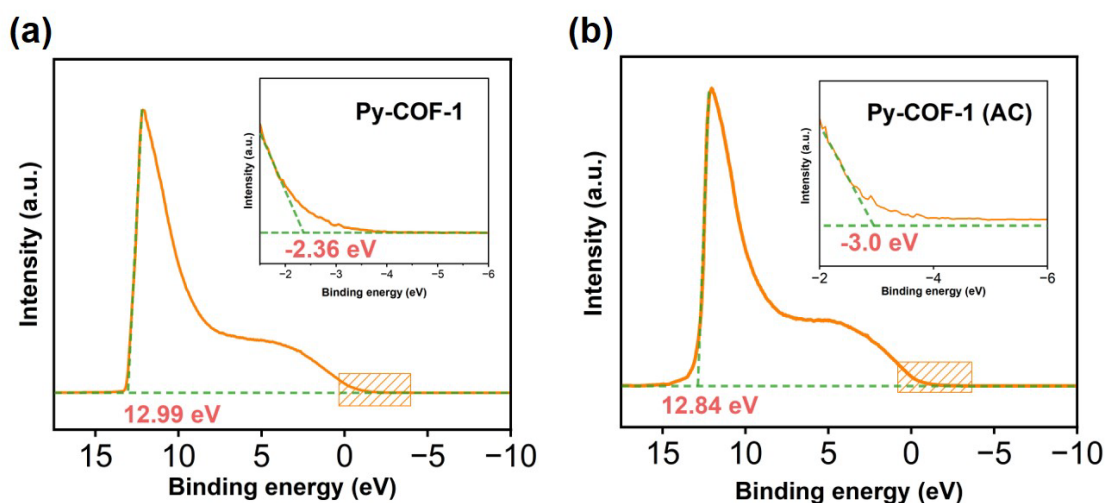 (a)
Intensity (a.u.)
Binding energy (eV)
15 10 5 0 −5 −10
12.99 eV
Py-COF-1
Intensity (a.u.)
-2.36 eV
−2 −3 −4 −5 −6
Binding energy (eV)
(b)
Intensity (a.u.)
Binding energy (eV)
15 10 5 0 −5 −10
12.84 eV
Py-COF-1 (AC)
Intensity (a.u.)
-3.0 eV
−2 −4 −6
Binding energy (eV)